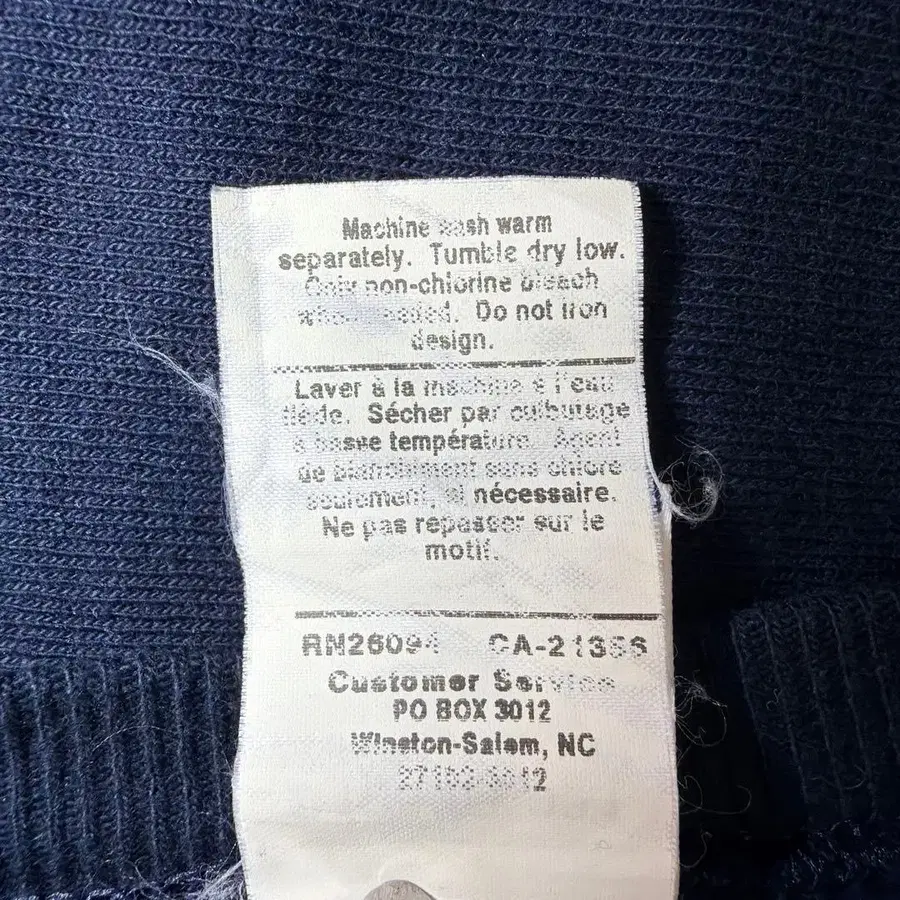 Machine wash warm
separately. Tumble dry low.
Only non-chlorine bleach
when needed. Do not iron
design.
Laver à la machine à l'eau
tiède. Sécher par culbutage
à basse température. Agent
de blanchiment sans chlore
seulement, si nécessaire.
Ne pas repasser sur le
motif.
RN26094 CA-21356
Customer Service
PO BOX 3012
Winston-Salem, NC